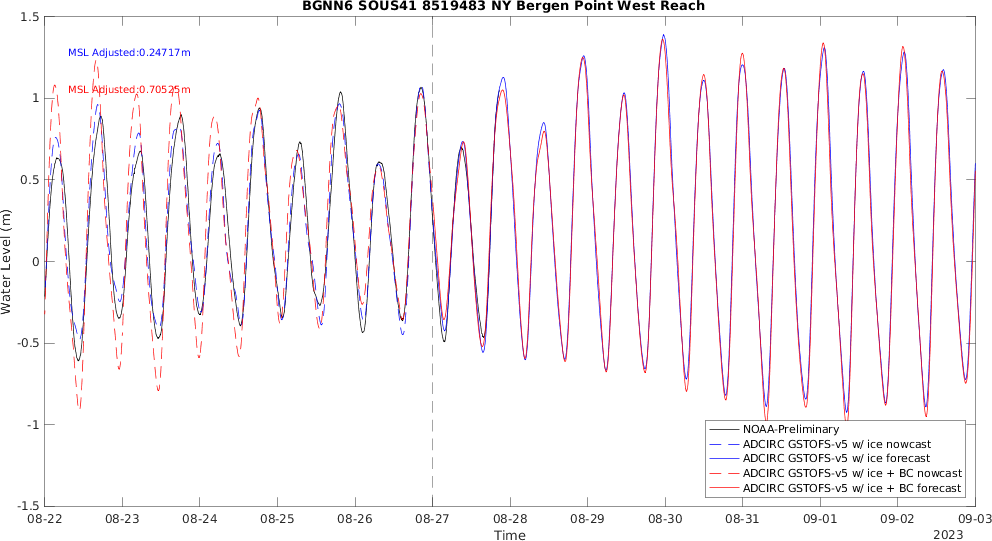 BGNN6 SOUS41 8519483 NY Bergen Point West Reach
MSL Adjusted:0.24717m
MSL Adjusted:0.70525m
Water Level (m)
1.5
1
0.5
0
-0.5
-1
-1.5
NOAA-Preliminary
ADCIRC GSTOFS-v5 w/ ice nowcast
ADCIRC GSTOFS-v5 w/ ice forecast
ADCIRC GSTOFS-v5 w/ ice + BC nowcast
ADCIRC GSTOFS-v5 w/ ice + BC forecast
08-22 08-23 08-24 08-25 08-26 08-27 08-28 08-29 08-30 08-31 09-01 09-02 09-03
Time
2023